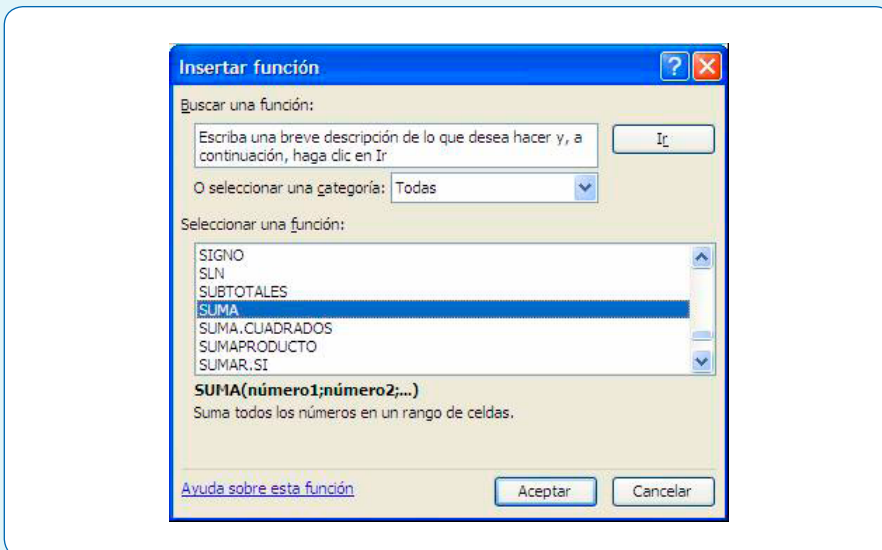 Insertar función
Buscar una función:
Escriba una breve descripción de lo que desea hacer y, a
continuación, haga clic en Ir
Ir
O seleccionar una categoría: Todas
Seleccionar una función:
SIGNO
SLN
SUBTOTALES
SUMA
SUMA.CUADRADOS
SUMAPRODUCTO
SUMAR.SI
SUMA(número1;número2;...)
Suma todos los números en un rango de celdas.
Ayuda sobre esta función
Aceptar
Cancelar